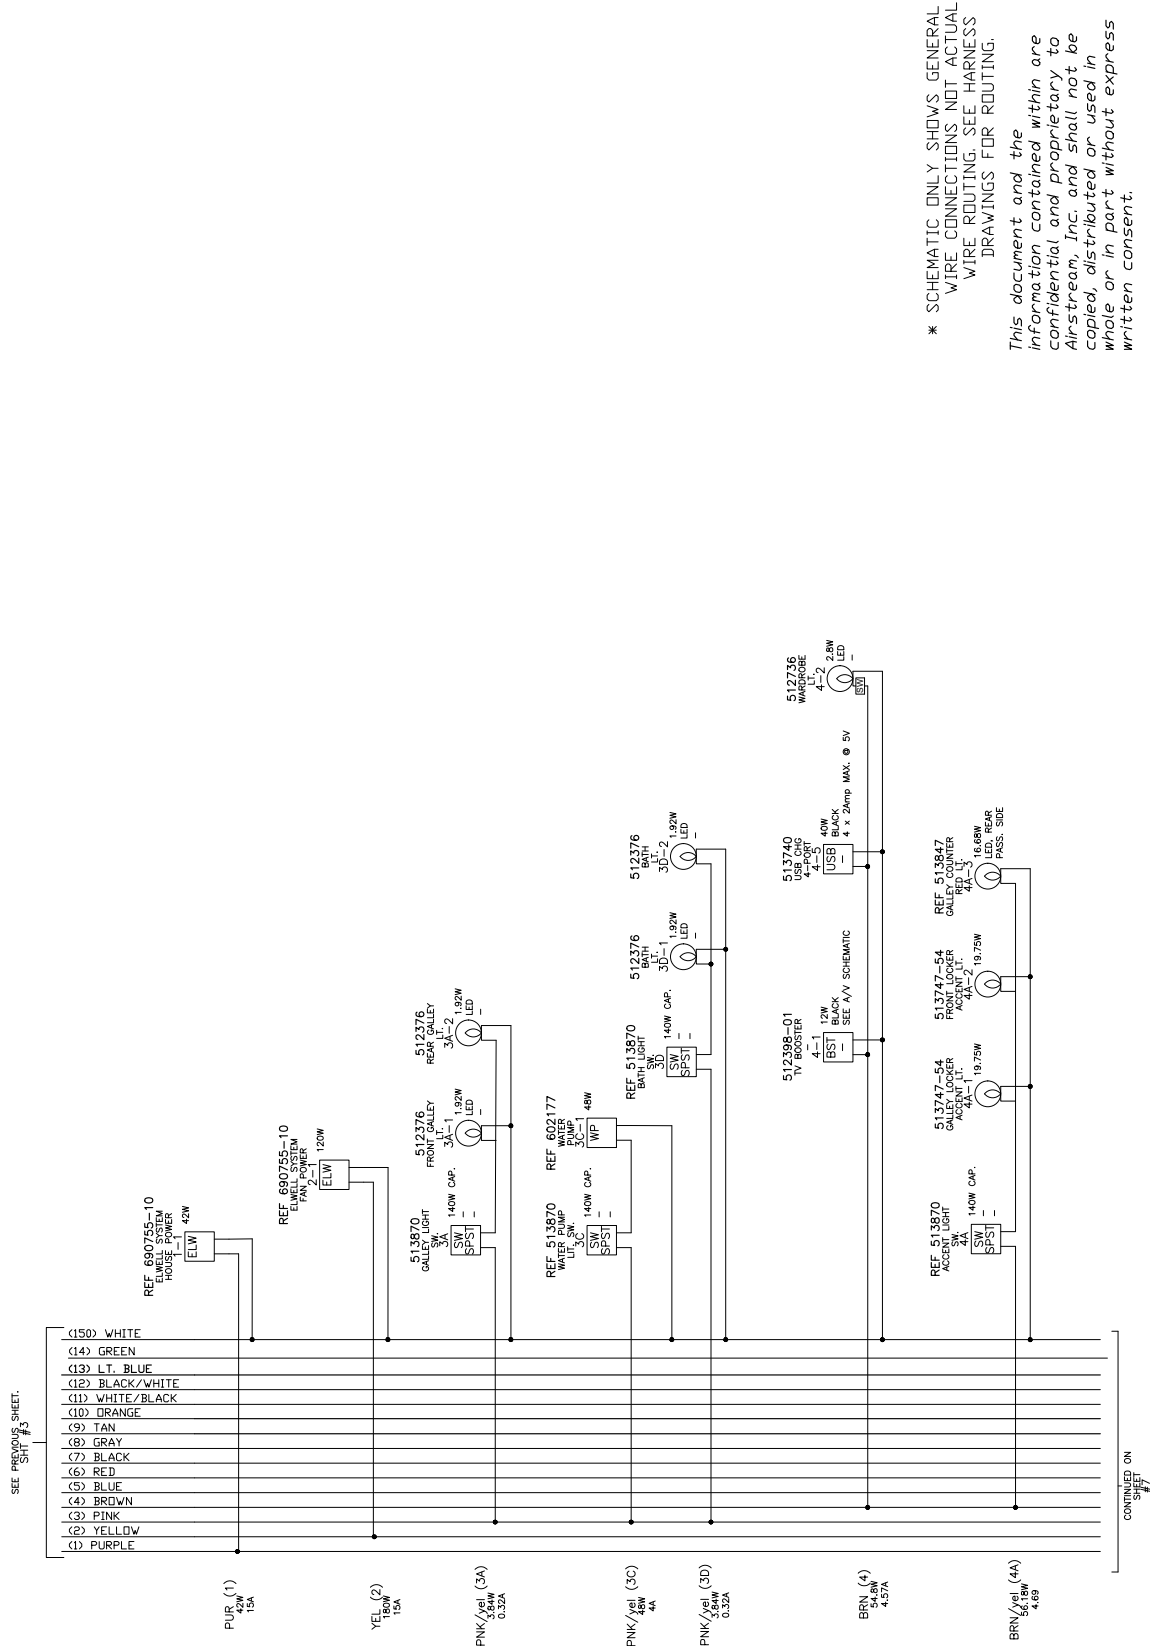 * SCHEMATIC ONLY SHOWS GENERAL
WIRE CONNECTIONS NOT ACTUAL
WIRE ROUTING. SEE HARNESS
DRAWINGS FOR ROUTING.
This document and the
information contained within are
confidential and proprietary to
Airstream, Inc. and shall not be
copied, distributed or used in
whole or in part without express
written consent.
SEE PREVIOUS SHEET.
SHT #3
(150) WHITE
(14) GREEN
(13) LT. BLUE
(12) BLACK/WHITE
(11) WHITE/BLACK
(10) ORANGE
(9) TAN
(8) GRAY
(7) BLACK
(6) RED
(5) BLUE
(4) BROWN
(3) PINK
(2) YELLOW
(1) PURPLE
CONTINUED ON
SHEET
#7
PUR (1)
42W
15A
REF 690755-10
ELWELL SYSTEM
HOUSE POWER
1-1
42W
ELW
YEL (2)
180W
15A
REF 690755-10
ELWELL SYSTEM
FAN POWER
2-1
120W
ELW
PNK/yel (3A)
3.84W
0.32A
513870
GALLEY LIGHT
SW.
3A
140W CAP.
SW
SPST
-
-
512376
FRONT GALLEY
LT.
3A-1
1.92W
LED
-
512376
REAR GALLEY
LT.
3A-2
1.92W
LED
-
PNK/yel (3C)
48W
4A
REF 513870
WATER PUMP
LIT. SW.
3C
140W CAP.
SW
SPST
-
-
REF 602177
WATER
PUMP
3C-1
48W
WP
PNK/yel (3D)
3.84W
0.32A
REF 513870
BATH LIGHT
SW.
3D
140W CAP.
SW
SPST
-
-
512376
BATH
LT.
3D-1
1.92W
LED
-
512376
BATH
LT.
3D-2
1.92W
LED
-
BRN (4)
54.8W
4.57A
512398-01
TV BOOSTER
-
4-1
12W
BLACK
SEE A/V SCHEMATIC
BST
-
513740
USB CHG
4-PORT
4-5
40W
BLACK
4 x 2Amp MAX. @ 5V
USB
-
512736
WARDROBE
LT.
4-2
2.8W
LED
-
SW
BRN/yel (4A)
56.18W
4.69
REF 513870
ACCENT LIGHT
SW.
4A
140W CAP.
SW
SPST
-
-
513747-54
GALLEY LOCKER
ACCENT LT.
4A-1
19.75W
513747-54
FRONT LOCKER
ACCENT LT.
4A-2
19.75W
REF 513847
GALLEY COUNTER
RED LT.
4A-3
16.68W
LED, REAR
PASS. SIDE